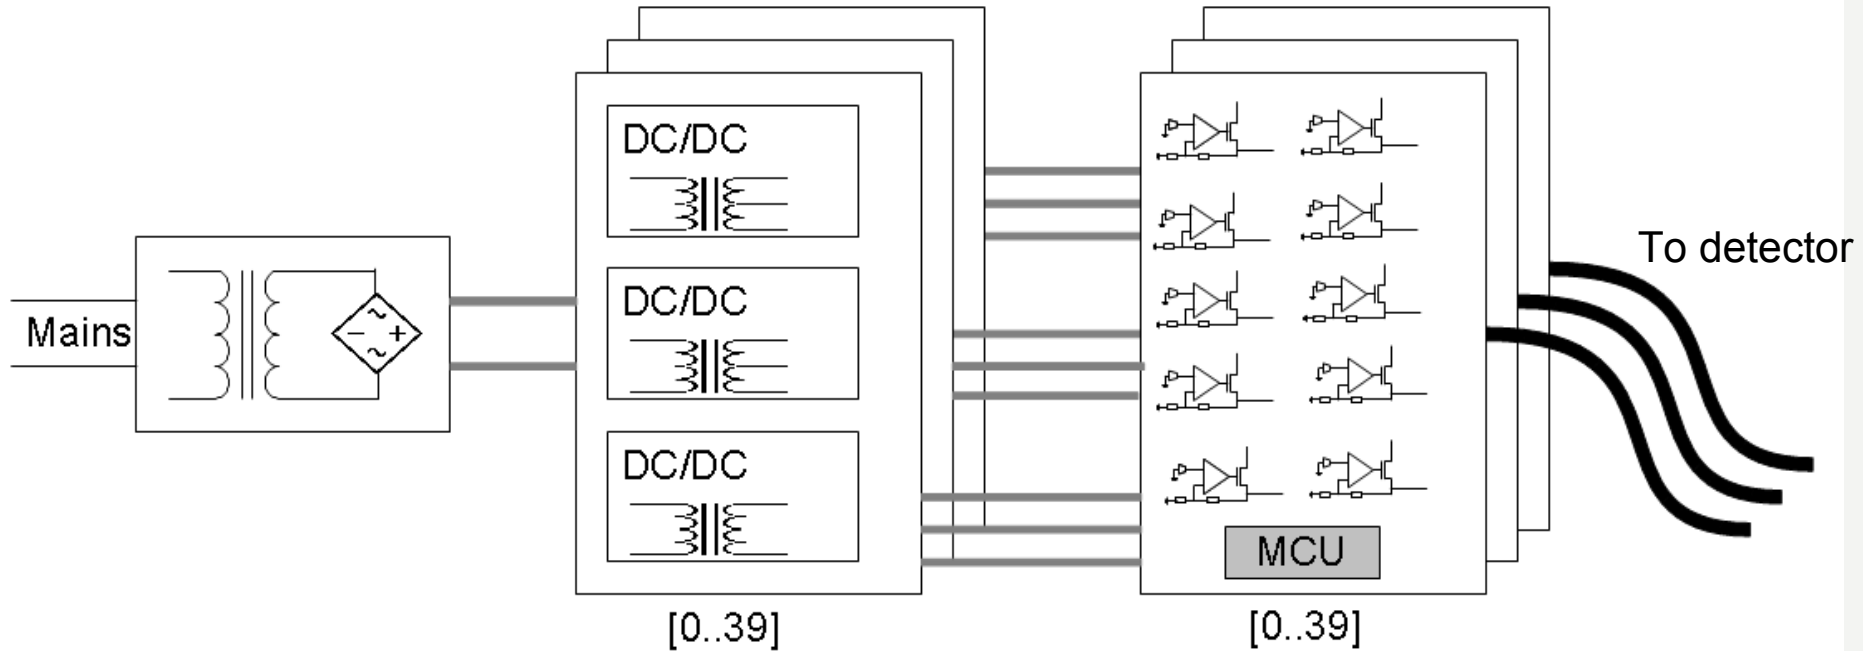 Mains
DC/DC
DC/DC
DC/DC
[0..39]
MCU
[0..39]
To detector